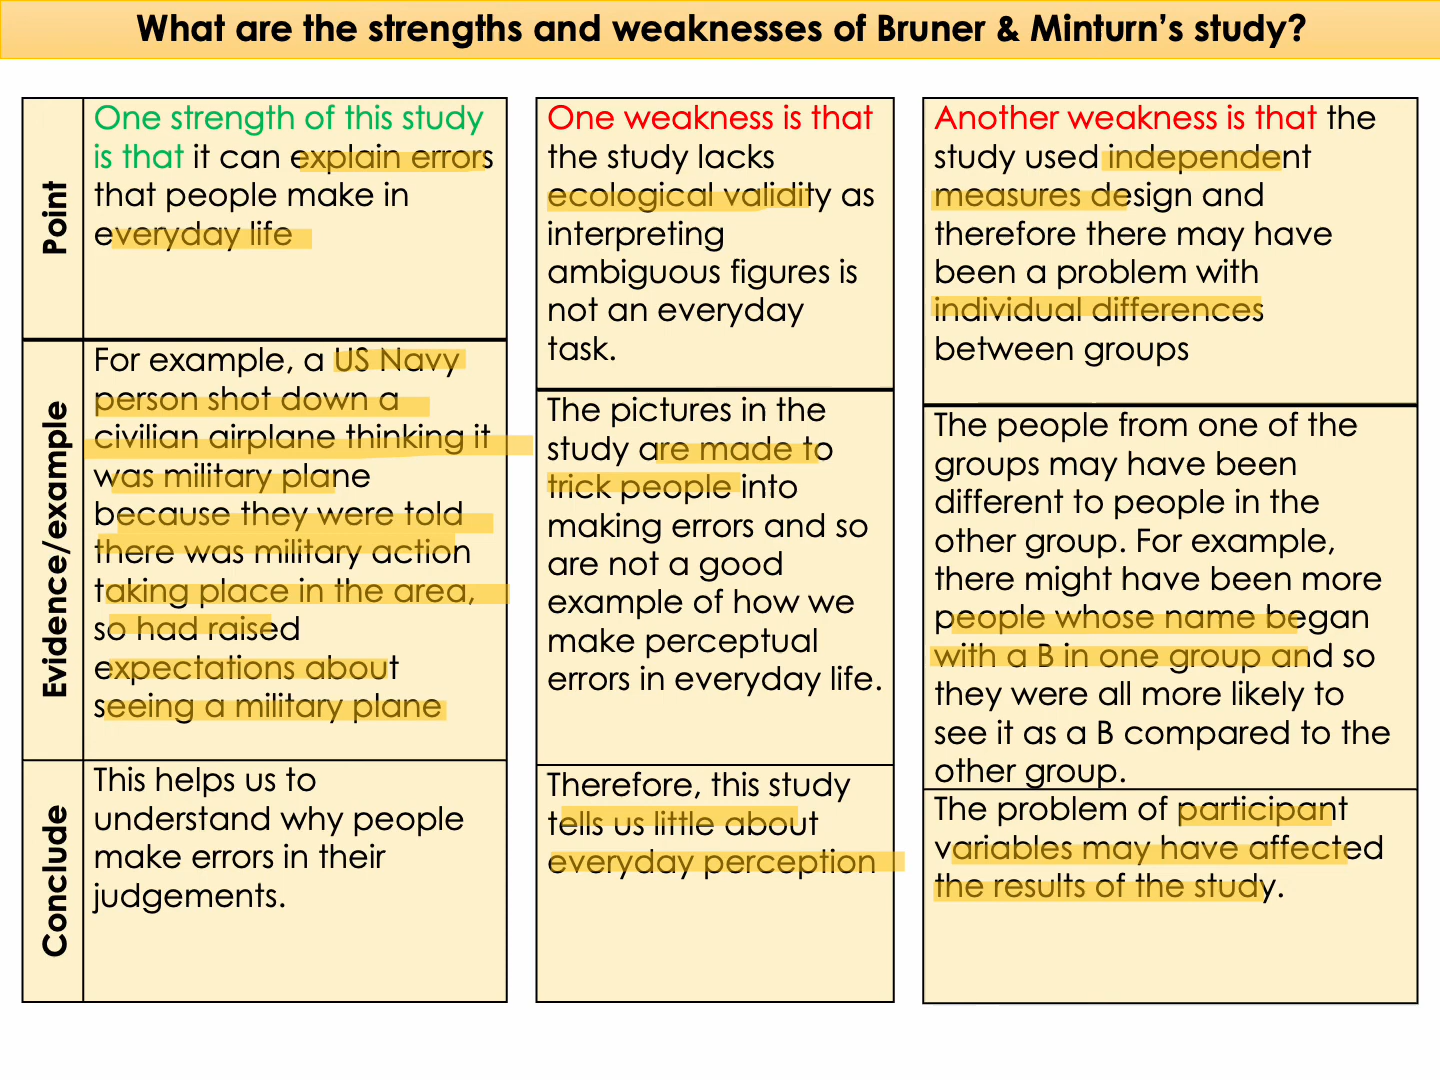 What are the strengths and weaknesses of Bruner & Minturn's study?
Point
One strength of this study
is that it can explain errors
that people make in
everyday life
Evidence/example
For example, a US Navy
person shot down a
civilian airplane thinking it
was military plane
because they were told
there was military action
taking place in the area,
so had raised
expectations about
seeing a military plane
Conclude
This helps us to
understand why people
make errors in their
judgements.
One weakness is that
the study lacks
ecological validity as
interpreting
ambiguous figures is
not an everyday
task.
The pictures in the
study are made to
trick people into
making errors and so
are not a good
example of how we
make perceptual
errors in everyday life.
Therefore, this study
tells us little about
everyday perception
Another weakness is that the
study used independent
measures design and
therefore there may have
been a problem with
individual differences
between groups
The people from one of the
groups may have been
different to people in the
other group. For example,
there might have been more
people whose name began
with a B in one group and so
they were all more likely to
see it as a B compared to the
other group.
The problem of participant
variables may have affected
the results of the study.